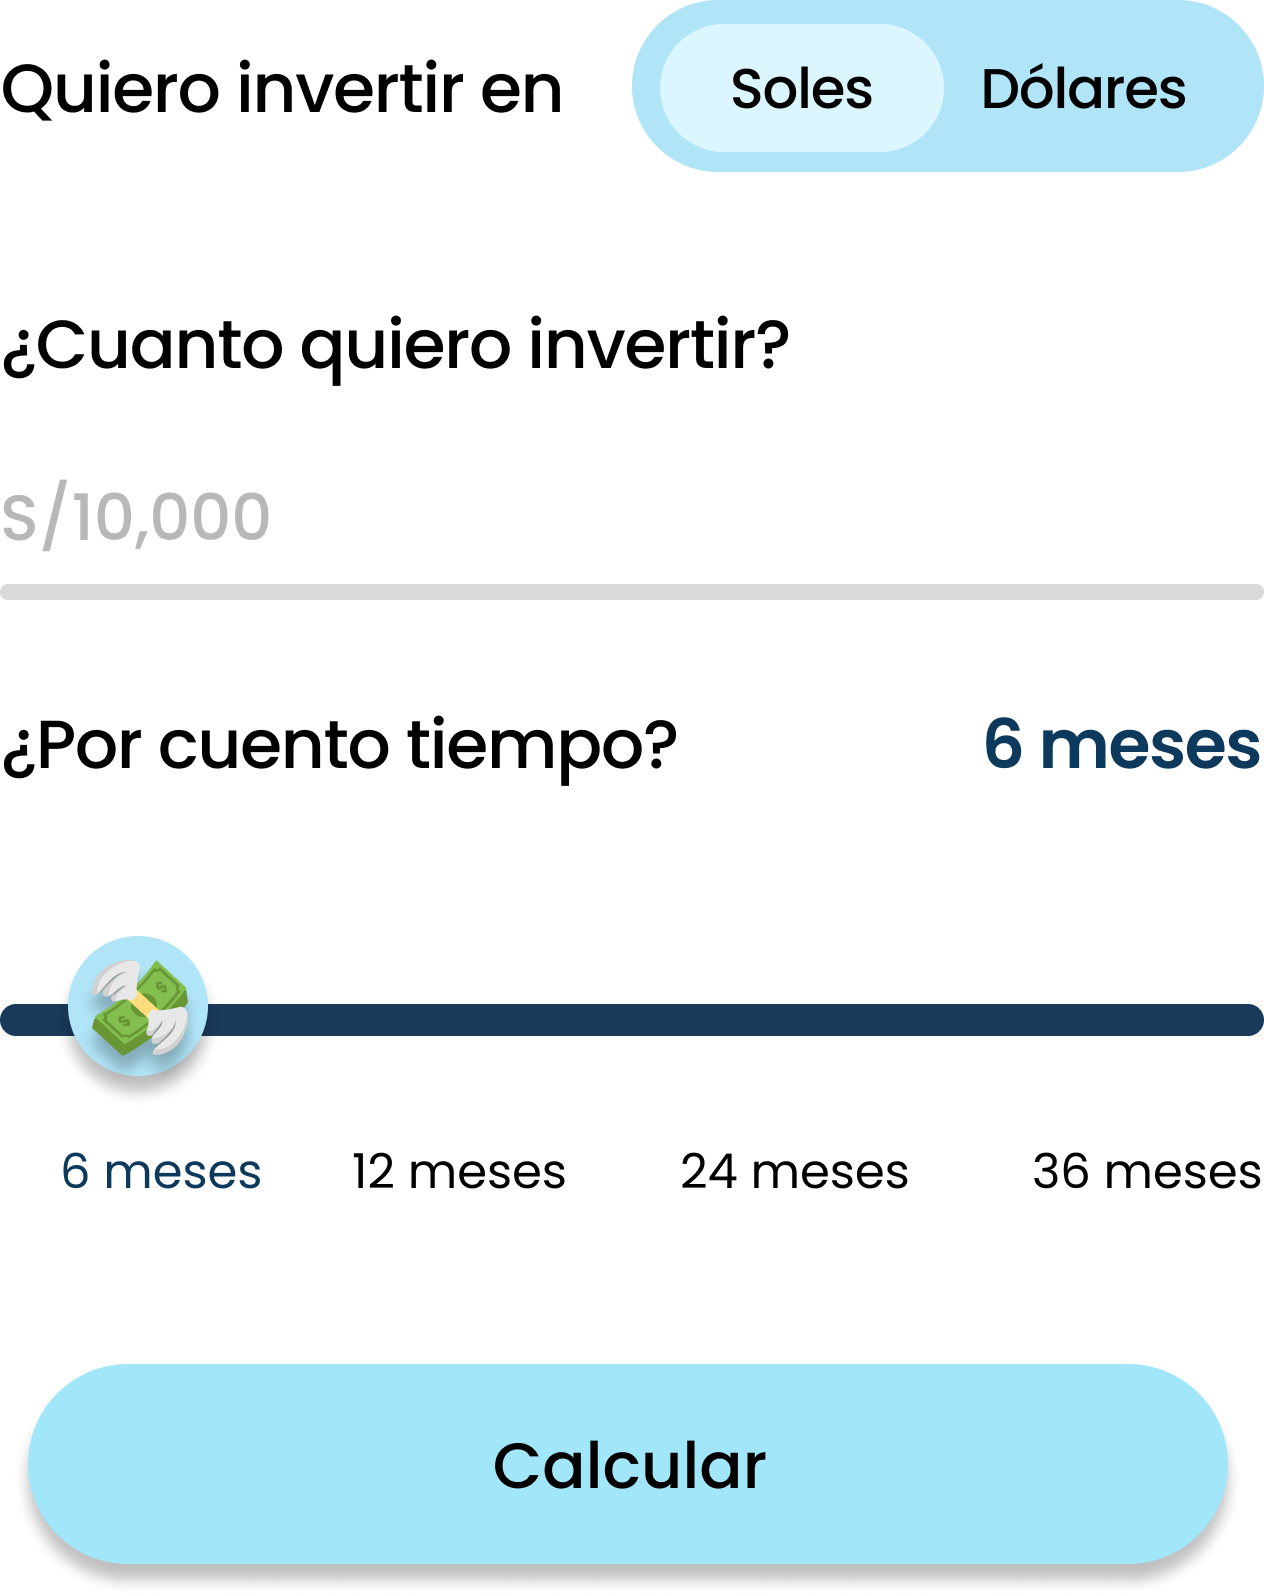 Quiero invertir en Soles Dólares
¿Cuanto quiero invertir?
S/10,000
¿Por cuento tiempo? 6 meses
6 meses 12 meses 24 meses 36 meses
Calcular